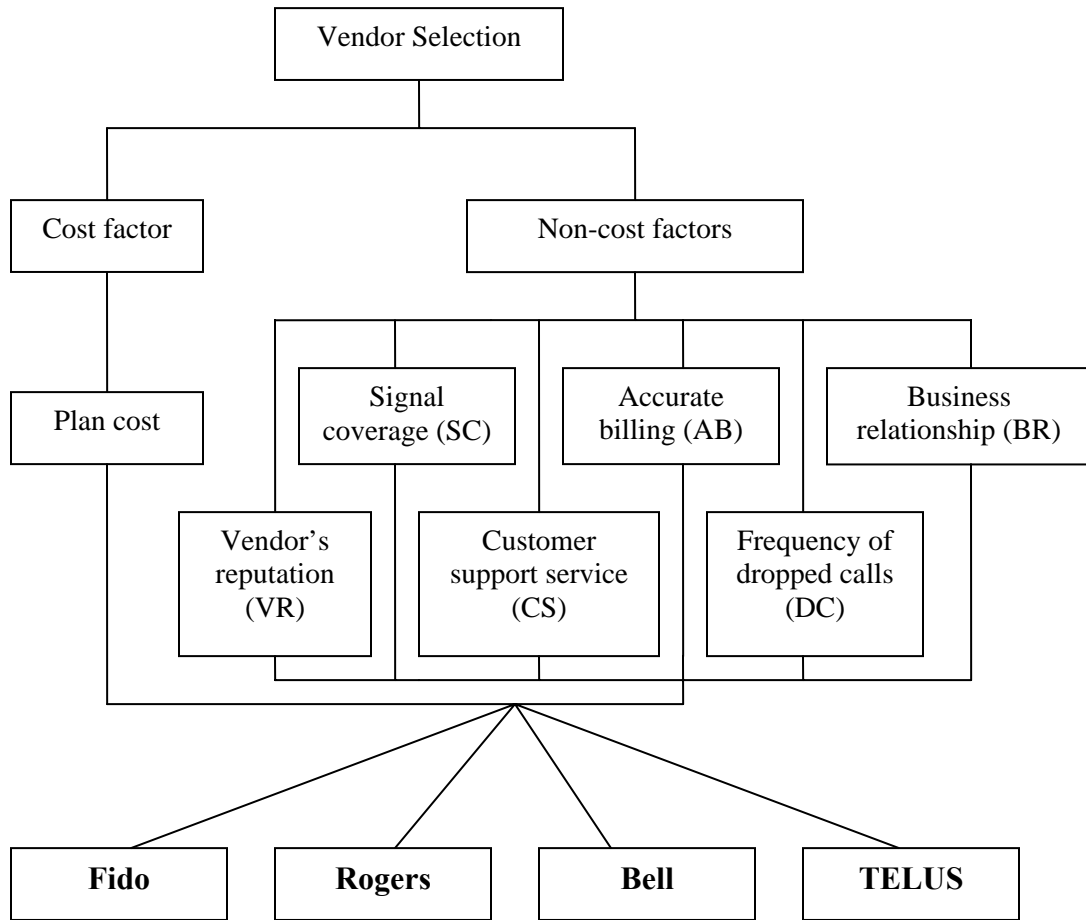 Vendor Selection
Cost factor
Non-cost factors
Plan cost
Signal
coverage (SC)
Accurate
billing (AB)
Business
relationship (BR)
Vendor’s
reputation
(VR)
Customer
support service
(CS)
Frequency of
dropped calls
(DC)
Fido
Rogers
Bell
TELUS